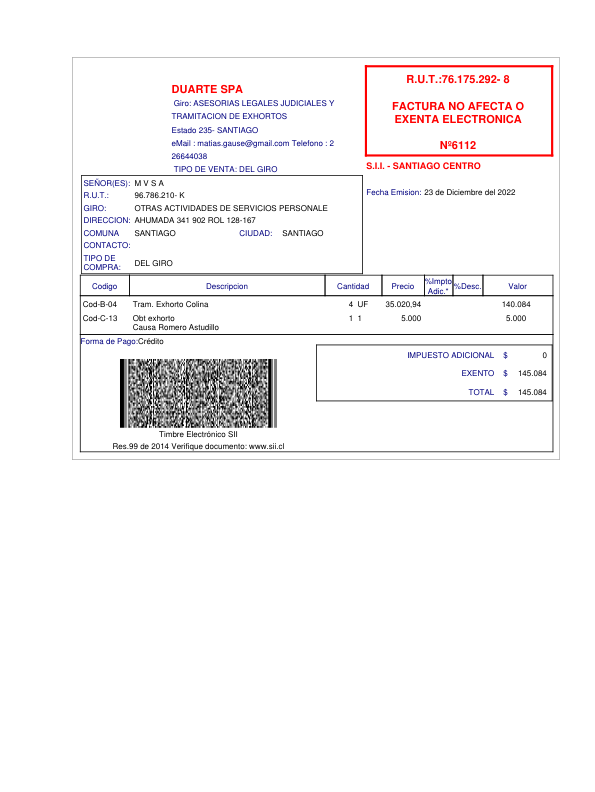 DUARTE SPA
Giro: ASESORIAS LEGALES JUDICIALES Y
TRAMITACION DE EXHORTOS
Estado 235- SANTIAGO
eMail : matias.gause@gmail.com Telefono : 2
26644038
TIPO DE VENTA: DEL GIRO
R.U.T.:76.175.292- 8
FACTURA NO AFECTA O
EXENTA ELECTRONICA
Nº6112
S.I.I. - SANTIAGO CENTRO
Fecha Emision: 23 de Diciembre del 2022
SEÑOR(ES): M V S A
R.U.T.: 96.786.210- K
GIRO: OTRAS ACTIVIDADES DE SERVICIOS PERSONALE
DIRECCION: AHUMADA 341 902 ROL 128-167
COMUNA SANTIAGO CIUDAD: SANTIAGO
CONTACTO:
TIPO DE
COMPRA: DEL GIRO
Codigo Descripcion Cantidad Precio %Impto Adic.* %Desc. Valor
Cod-B-04 Tram. Exhorto Colina 4 UF 35.020,94 140.084
Cod-C-13 Obt exhorto 1 1 5.000 5.000
Causa Romero Astudillo
Forma de Pago:Crédito
IMPUESTO ADICIONAL $ 0
EXENTO $ 145.084
TOTAL $ 145.084
Timbre Electrónico SII
Res.99 de 2014 Verifique documento: www.sii.cl